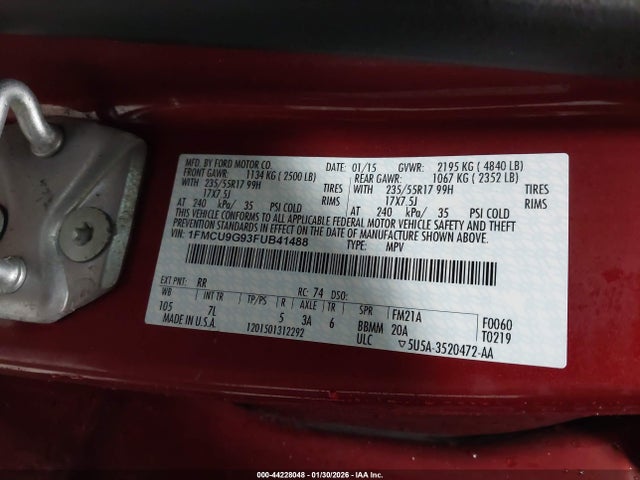 MFD. BY FORD MOTOR CO.
DATE: 01/15 GVWR: 2195 KG ( 4840 LB)
FRONT GAWR: 1134 KG ( 2500 LB) REAR GAWR: 1067 KG ( 2352 LB)
WITH 235/55R17 99H TIRES WITH 235/55R17 99H TIRES
17X7.5J RIMS 17X7.5J RIMS
AT 240 kPa/ 35 PSI COLD AT 240 kPa/ 35 PSI COLD
THIS VEHICLE CONFORMS TO ALL APPLICABLE FEDERAL MOTOR VEHICLE SAFETY AND THEFT
PREVENTION STANDARDS IN EFFECT ON THE DATE OF MANUFACTURE SHOWN ABOVE.
VIN: 1FMCU9G93FUB41488 TYPE: MPV
EXT PNT: RR RC: 74 DSO:
WB INT TR TP/PS R AXLE TR SPR
105 7L 5 3A 6 FM21A F0060
BBMM 20A T0219
MADE IN U.S.A. 1201501312292 ULC ▽5U5A-3520472-AA
000-44228048 - 01/30/2026 - IAA Inc.